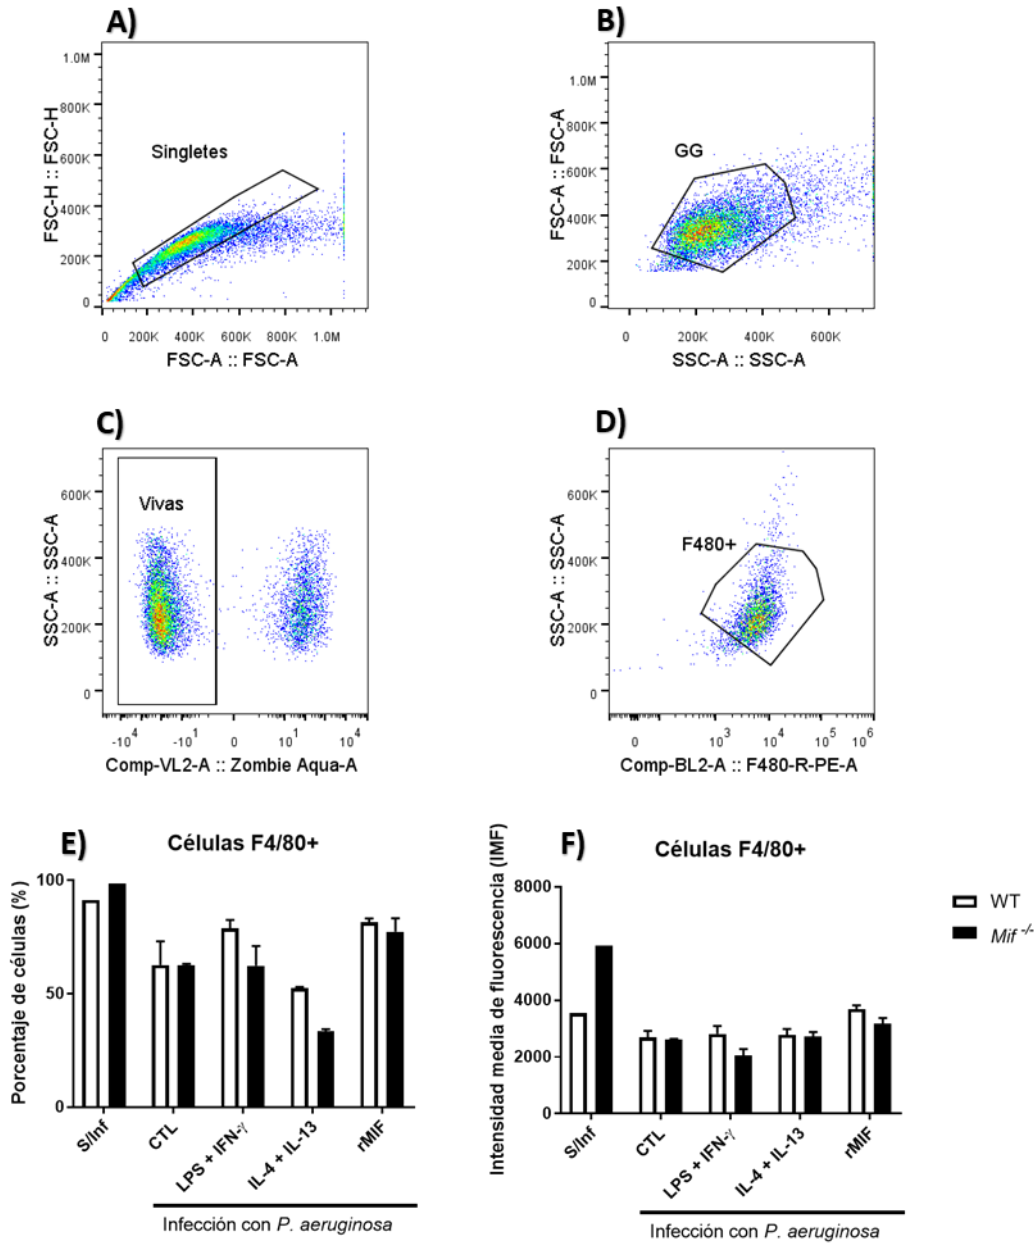 A)
1.0M
800K
600K
400K
200K
0
FSC-H :: FSC-H
Singletes
0 200K 400K 600K 800K 1.0M
FSC-A :: FSC-A
B)
1.0M
800K
600K
400K
200K
0
FSC-A :: FSC-A
GG
0 200K 400K 600K
SSC-A :: SSC-A
C)
600K
400K
200K
0
SSC-A :: SSC-A
Vivas
-10^4 -10^1 0 10^1 10^4
Comp-VL2-A :: Zombie Aqua-A
D)
600K
400K
200K
0
SSC-A :: SSC-A
F480+
0 10^3 10^4 10^5 10^6
Comp-BL2-A :: F480-R-PE-A
E)
Células F4/80+
Porcentaje de células (%)
100
50
0
S/Inf
CTL
LPS + IFN-γ
IL-4 + IL-13
rMIF
Infección con P. aeruginosa
F)
Células F4/80+
Intensidad media de fluorescencia (IMF)
8000
6000
4000
2000
0
S/Inf
CTL
LPS + IFN-γ
IL-4 + IL-13
rMIF
Infección con P. aeruginosa
WT
Mif -/-